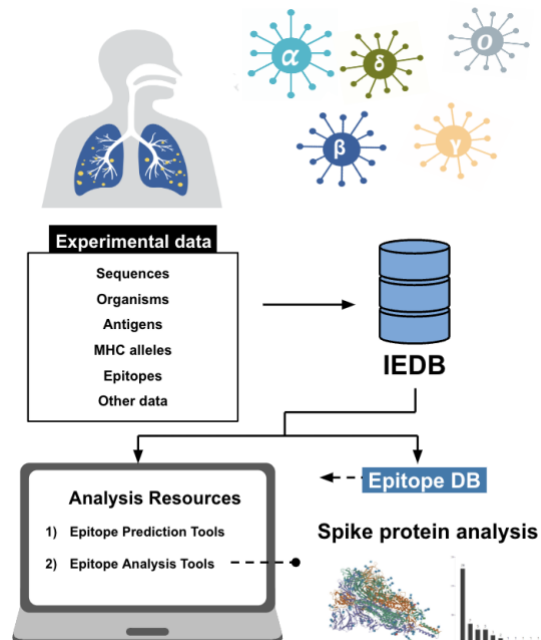 α
δ
O
β
γ
Experimental data
Sequences
Organisms
Antigens
MHC alleles
Epitopes
Other data
IEDB
Analysis Resources
1) Epitope Prediction Tools
2) Epitope Analysis Tools
Epitope DB
Spike protein analysis